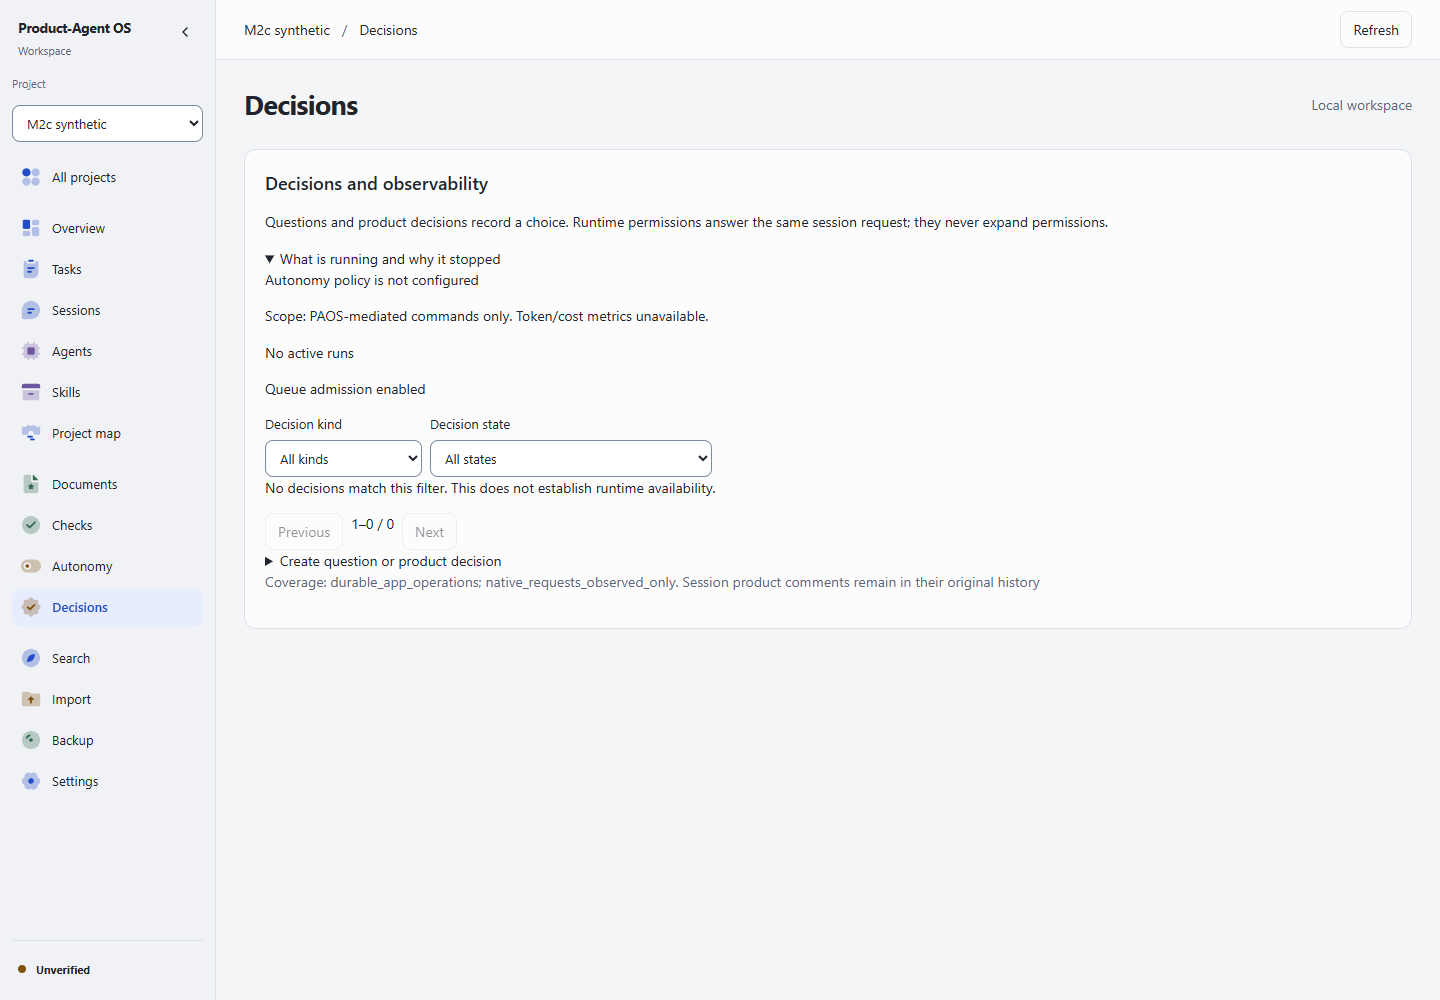 Product-Agent OS
Workspace
Project
M2c synthetic
All projects
Overview
Tasks
Sessions
Agents
Skills
Project map
Documents
Checks
Autonomy
Decisions
Search
Import
Backup
Settings
Unverified
M2c synthetic / Decisions
Refresh
Decisions
Local workspace
Decisions and observability
Questions and product decisions record a choice. Runtime permissions answer the same session request; they never expand permissions.
▼ What is running and why it stopped
Autonomy policy is not configured
Scope: PAOS-mediated commands only. Token/cost metrics unavailable.
No active runs
Queue admission enabled
Decision kind Decision state
All kinds All states
No decisions match this filter. This does not establish runtime availability.
Previous 1–0 / 0 Next
▶ Create question or product decision
Coverage: durable_app_operations; native_requests_observed_only. Session product comments remain in their original history